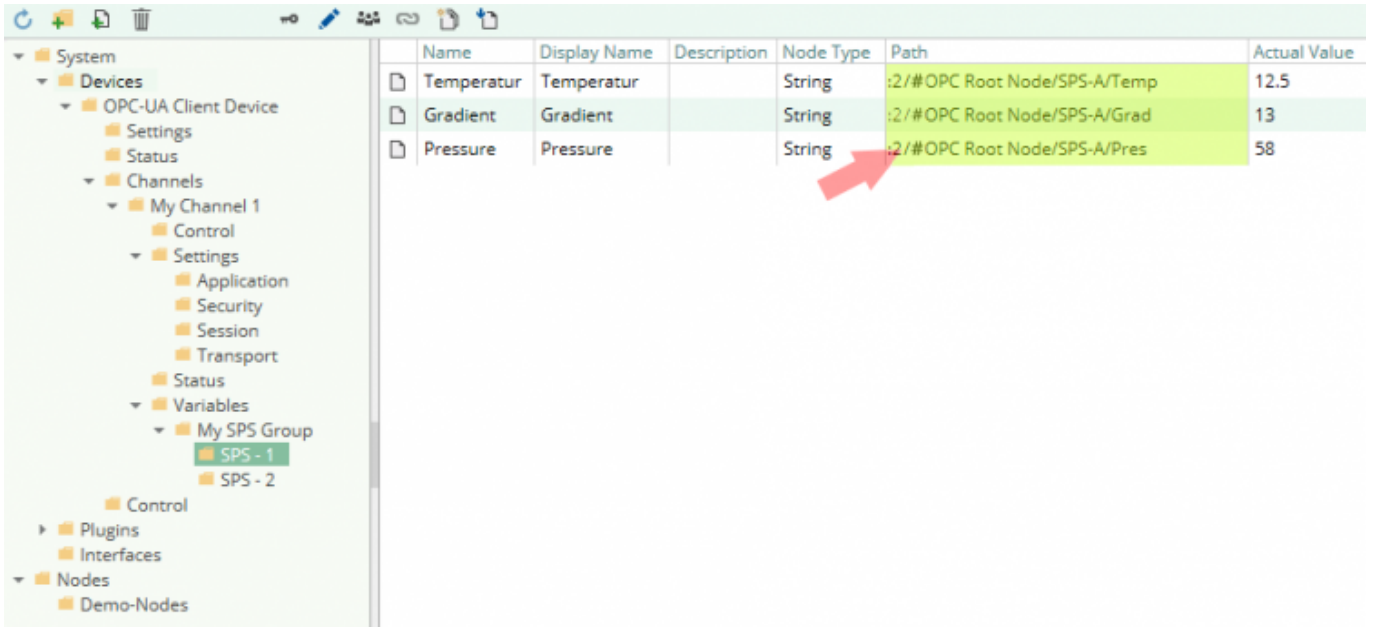 System
Devices
OPC-UA Client Device
Settings
Status
Channels
My Channel 1
Control
Settings
Application
Security
Session
Transport
Status
Variables
My SPS Group
SPS - 1
SPS - 2
Control
Plugins
Interfaces
Nodes
Demo-Nodes
Name Display Name Description Node Type Path Actual Value
Temperatur Temperatur String :2/#OPC Root Node/SPS-A/Temp 12.5
Gradient Gradient String :2/#OPC Root Node/SPS-A/Grad 13
Pressure Pressure String :2/#OPC Root Node/SPS-A/Pres 58